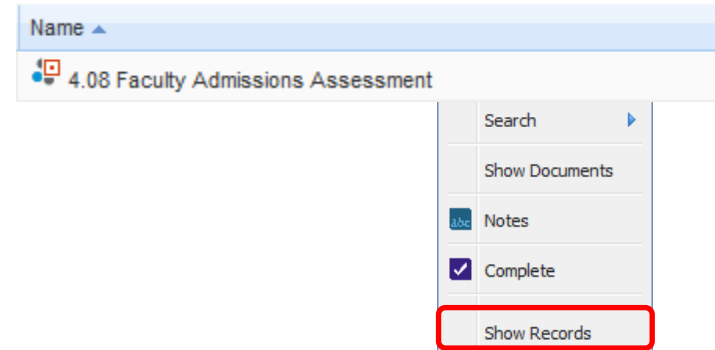 Name
4.08 Faculty Admissions Assessment
Search
Show Documents
abc Notes
Complete
Show Records